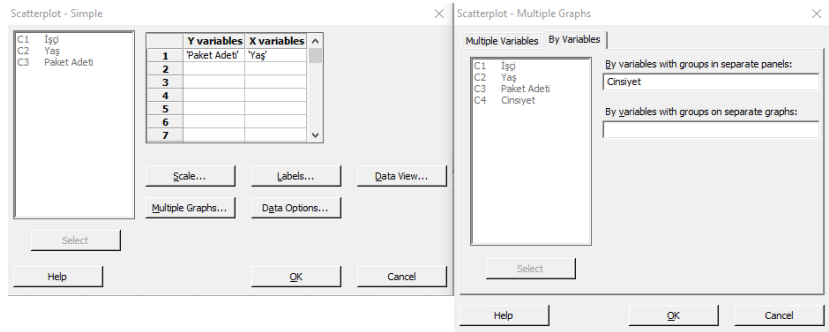 Scatterplot - Simple
C1 İşçi
C2 Yaş
C3 Paket Adeti
Y variables X variables
1 'Paket Adeti' 'Yaş'
2
3
4
5
6
7
Scale... Labels... Data View...
Multiple Graphs... Data Options...
Select
Help OK Cancel
Scatterplot - Multiple Graphs
Multiple Variables By Variables
C1 İşçi
C2 Yaş
C3 Paket Adeti
C4 Cinsiyet
By variables with groups in separate panels:
Cinsiyet
By variables with groups on separate graphs:
Select
Help OK Cancel